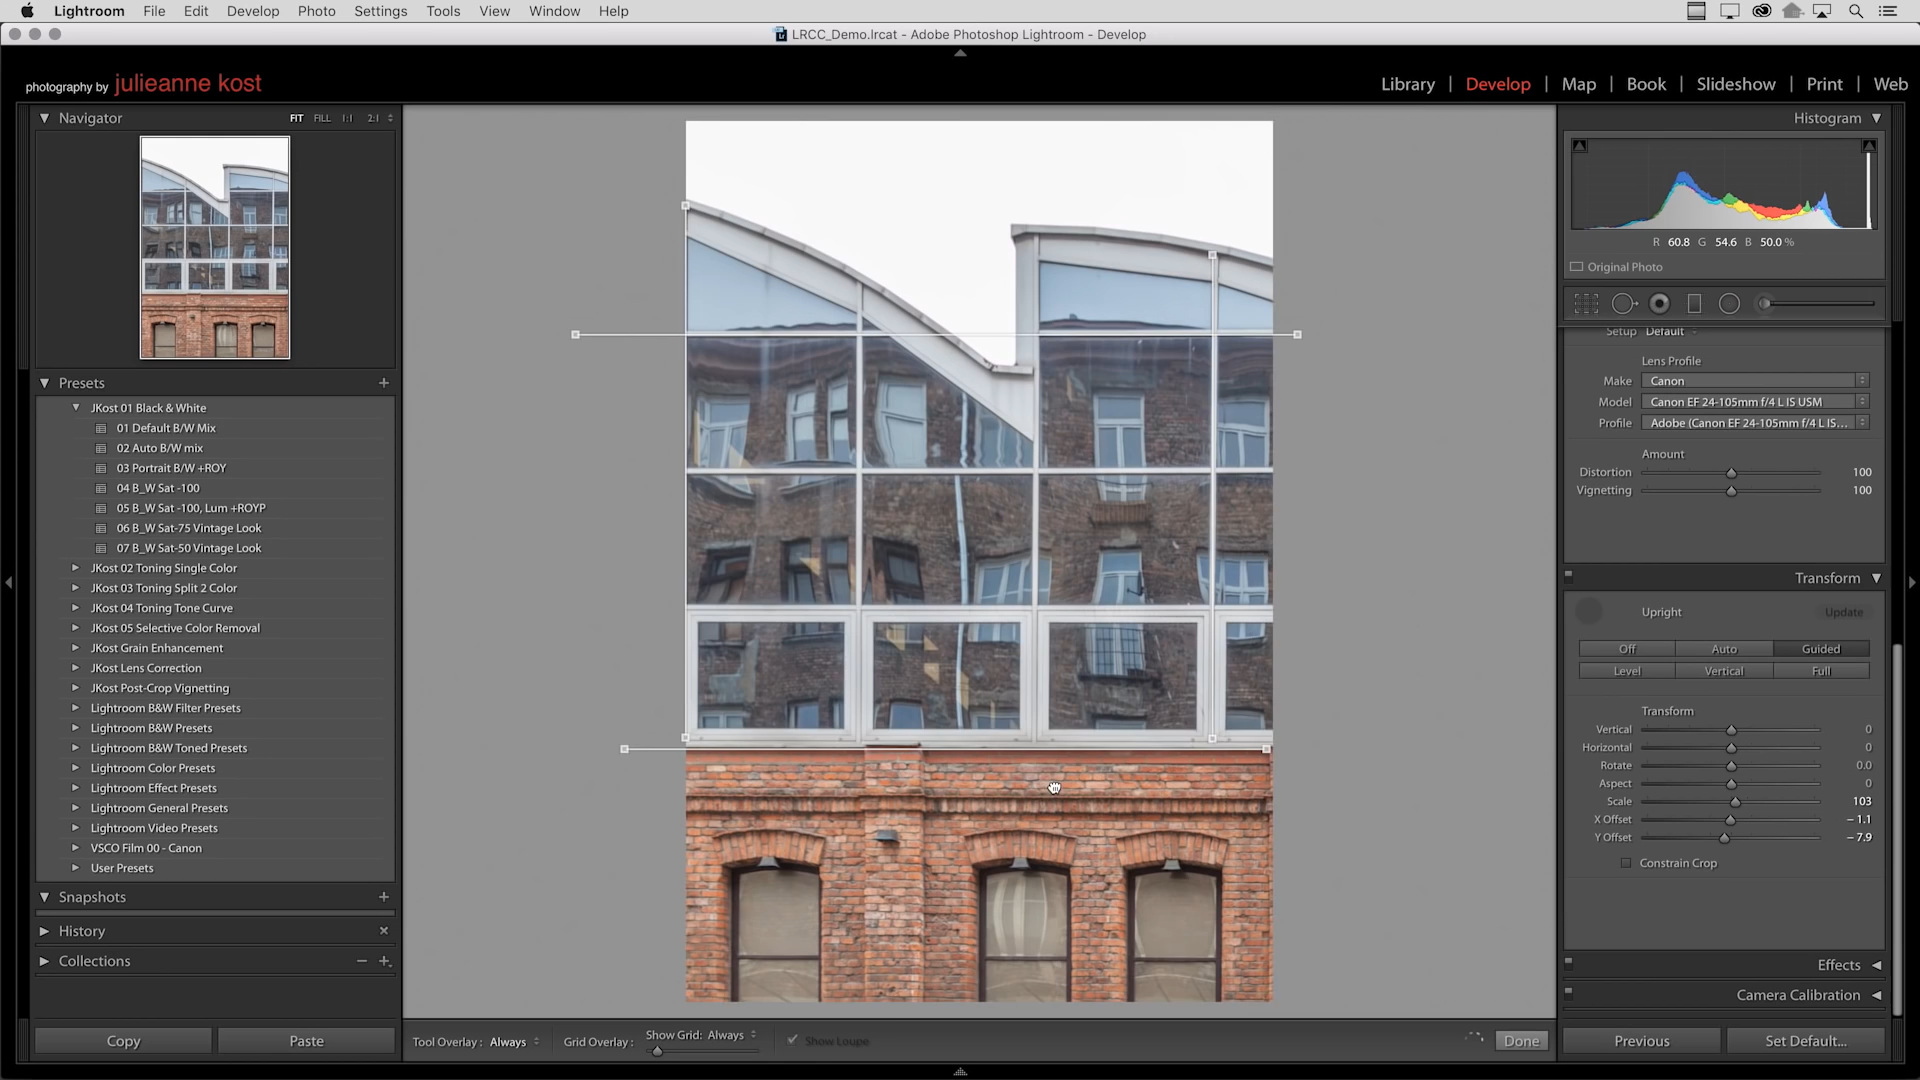 Lightroom File Edit Develop Photo Settings Tools View Window Help
LRCC_Demo.lrcat - Adobe Photoshop Lightroom - Develop
photography by julieanne kost
Library | Develop | Map | Book | Slideshow | Print | Web
Navigator FIT FILL 1:1 2:1
Presets
JKost 01 Black & White
01 Default B/W Mix
02 Auto B/W mix
03 Portrait B/W +ROY
04 B_W Sat -100
05 B_W Sat -100, Lum +ROYP
06 B_W Sat-75 Vintage Look
07 B_W Sat-50 Vintage Look
JKost 02 Toning Single Color
JKost 03 Toning Split 2 Color
JKost 04 Toning Tone Curve
JKost 05 Selective Color Removal
JKost Grain Enhancement
JKost Lens Correction
JKost Post-Crop Vignetting
Lightroom B&W Filter Presets
Lightroom B&W Presets
Lightroom B&W Toned Presets
Lightroom Color Presets
Lightroom Effect Presets
Lightroom General Presets
Lightroom Video Presets
VSCO Film 00 - Canon
User Presets
Snapshots
History
Collections
Copy Paste
Tool Overlay : Always Grid Overlay : Show Grid: Always Show Loupe Done
Histogram
R 60.8 G 54.6 B 50.0 %
Original Photo
Setup Default
Lens Profile
Make Canon
Model Canon EF 24-105mm f/4 L IS USM
Profile Adobe (Canon EF 24-105mm f/4 L IS...
Amount
Distortion 100
Vignetting 100
Transform
Upright Update
Off Auto Guided
Level Vertical Full
Transform
Vertical 0
Horizontal 0
Rotate 0.0
Aspect 0
Scale 103
X Offset - 1.1
Y Offset - 7.9
Constrain Crop
Effects
Camera Calibration
Previous Set Default...